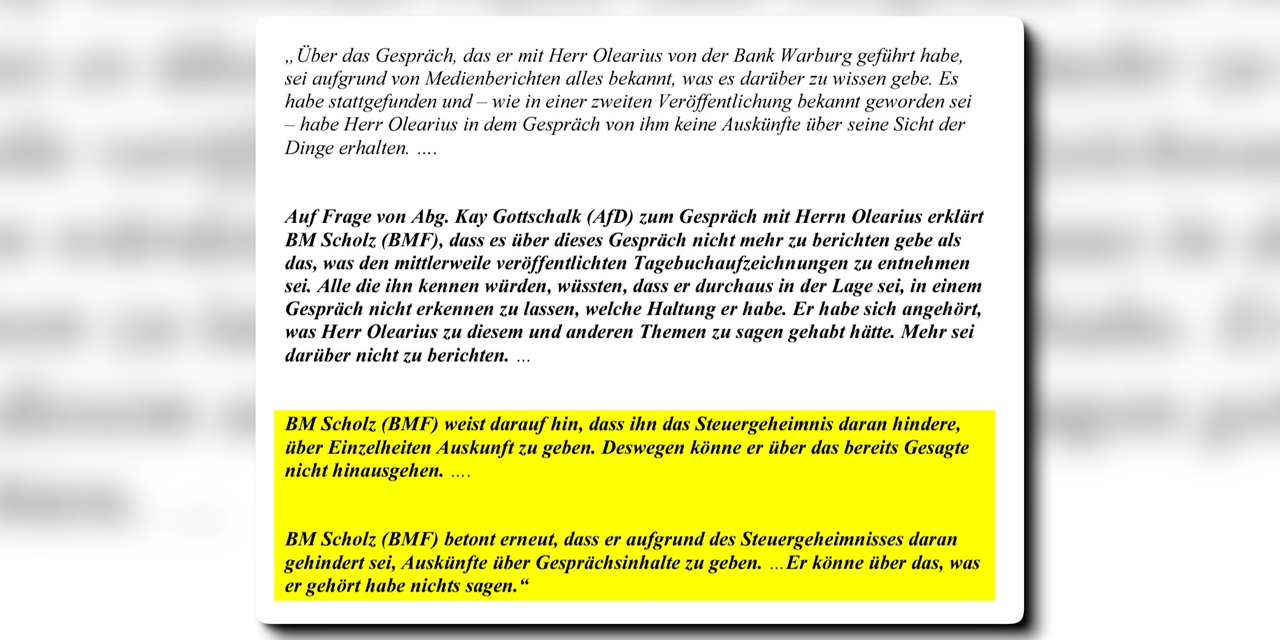 „Über das Gespräch, das er mit Herr Olearius von der Bank Warburg geführt habe,
sei aufgrund von Medienberichten alles bekannt, was es darüber zu wissen gebe. Es
habe stattgefunden und – wie in einer zweiten Veröffentlichung bekannt geworden sei
– habe Herr Olearius in dem Gespräch von ihm keine Auskünfte über seine Sicht der
Dinge erhalten. ….
Auf Frage von Abg. Kay Gottschalk (AfD) zum Gespräch mit Herrn Olearius erklärt
BM Scholz (BMF), dass es über dieses Gespräch nicht mehr zu berichten gebe als
das, was den mittlerweile veröffentlichten Tagebuchaufzeichnungen zu entnehmen
sei. Alle die ihn kennen würden, wüssten, dass er durchaus in der Lage sei, in einem
Gespräch nicht erkennen zu lassen, welche Haltung er habe. Er habe sich angehört,
was Herr Olearius zu diesem und anderen Themen zu sagen gehabt hätte. Mehr sei
darüber nicht zu berichten. …
BM Scholz (BMF) weist darauf hin, dass ihn das Steuergeheimnis daran hindere,
über Einzelheiten Auskunft zu geben. Deswegen könne er über das bereits Gesagte
nicht hinausgehen. ….
BM Scholz (BMF) betont erneut, dass er aufgrund des Steuergeheimnisses daran
gehindert sei, Auskünfte über Gesprächsinhalte zu geben. …Er könne über das, was
er gehört habe nichts sagen.“